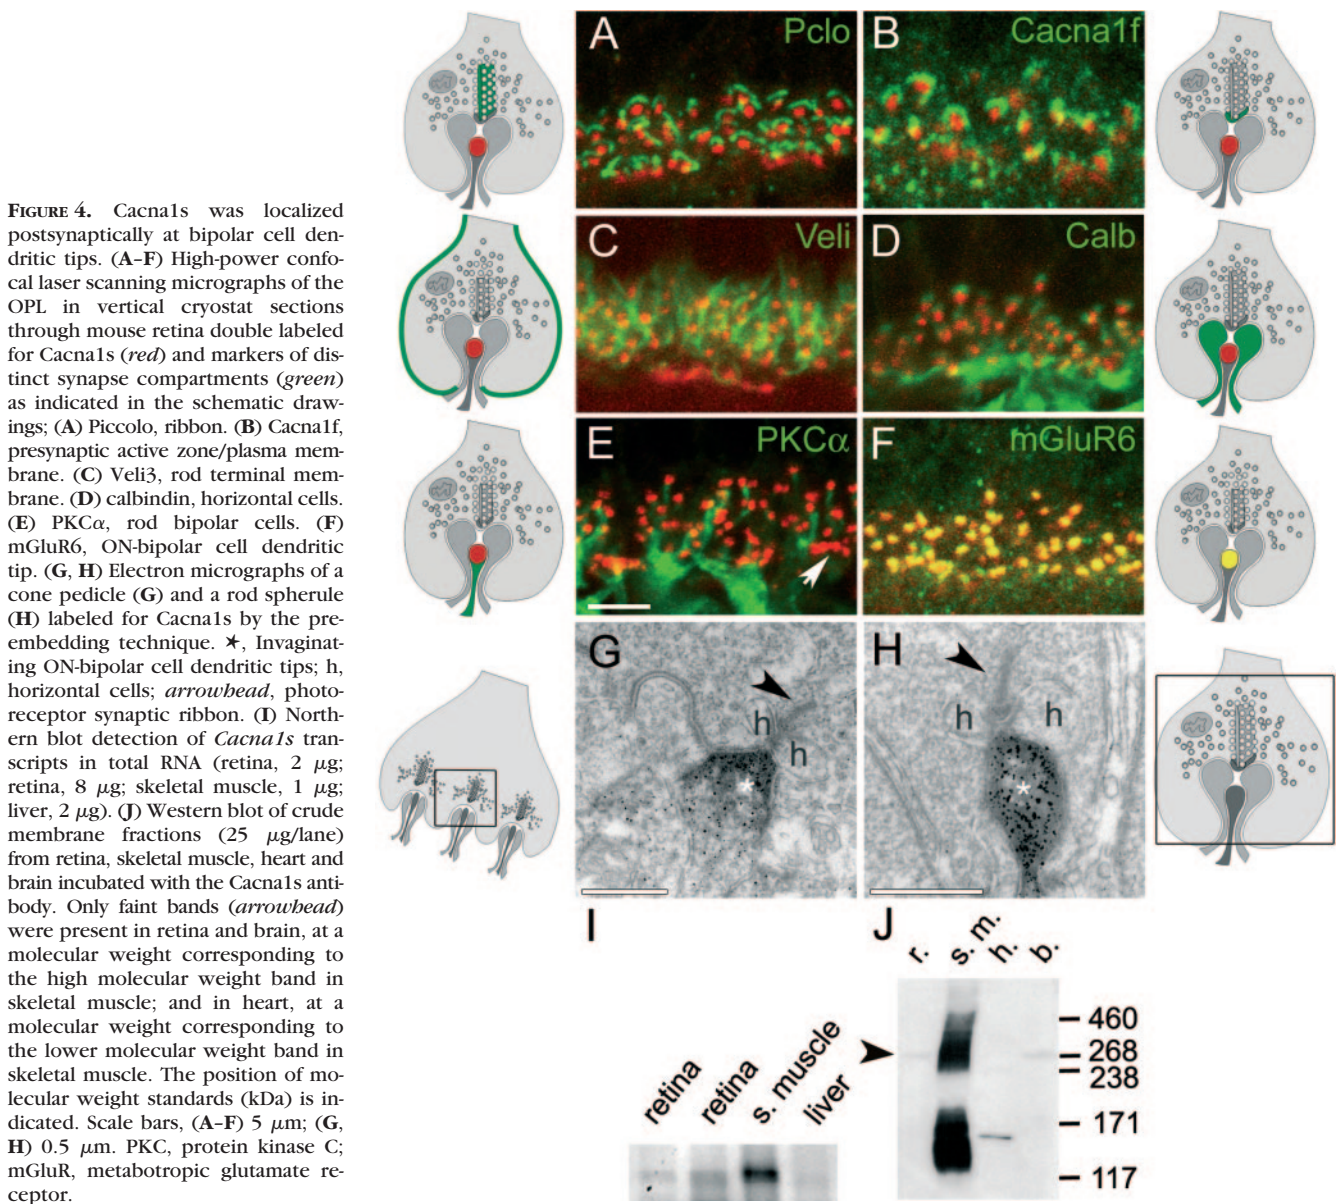 FIGURE 4. Cacna1s was localized
postsynaptically at bipolar cell den-
dritic tips. (A–F) High-power confo-
cal laser scanning micrographs of the
OPL in vertical cryostat sections
through mouse retina double labeled
for Cacna1s (red) and markers of dis-
tinct synapse compartments (green)
as indicated in the schematic draw-
ings; (A) Piccolo, ribbon. (B) Cacna1f,
presynaptic active zone/plasma mem-
brane. (C) Veli3, rod terminal mem-
brane. (D) calbindin, horizontal cells.
(E) PKCα, rod bipolar cells. (F)
mGluR6, ON-bipolar cell dendritic
tip. (G, H) Electron micrographs of a
cone pedicle (G) and a rod spherule
(H) labeled for Cacna1s by the pre-
embedding technique. ★, Invaginat-
ing ON-bipolar cell dendritic tips; h,
horizontal cells; arrowhead, photo-
receptor synaptic ribbon. (I) North-
ern blot detection of Cacna1s tran-
scripts in total RNA (retina, 2 μg;
retina, 8 μg; skeletal muscle, 1 μg;
liver, 2 μg). (J) Western blot of crude
membrane fractions (25 μg/lane)
from retina, skeletal muscle, heart and
brain incubated with the Cacna1s anti-
body. Only faint bands (arrowhead)
were present in retina and brain, at a
molecular weight corresponding to
the high molecular weight band in
skeletal muscle; and in heart, at a
molecular weight corresponding to
the lower molecular weight band in
skeletal muscle. The position of mo-
lecular weight standards (kDa) is in-
dicated. Scale bars, (A–F) 5 μm; (G,
H) 0.5 μm. PKC, protein kinase C;
mGluR, metabotropic glutamate re-
ceptor.
A Pclo
B Cacna1f
C Veli
D Calb
E PKCα
F mGluR6
G
h
h
*
H
h
h
*
I
retina retina s. muscle liver
J
r. s. m. h. b.
460
268
238
171
117